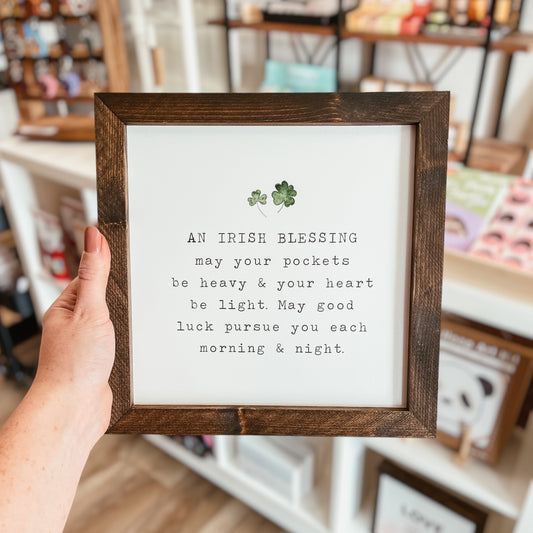 AN IRISH BLESSING
may your pockets
be heavy & your heart
be light. May good
luck pursue you each
morning & night.
LOVE